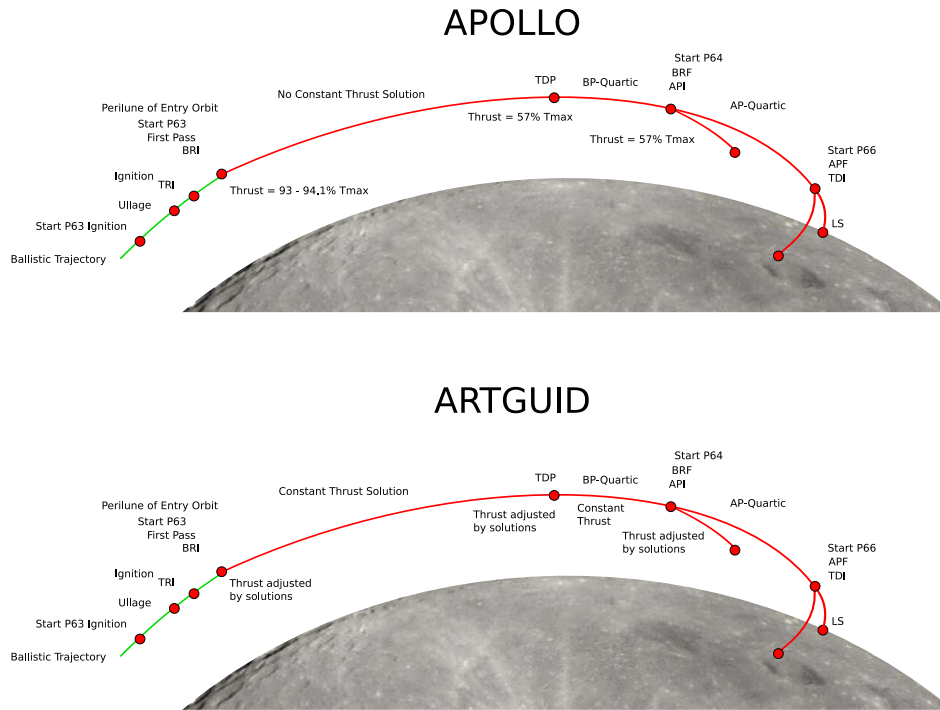 APOLLO
Start P64
BRF
API
TDP
BP-Quartic
No Constant Thrust Solution
AP-Quartic
Perilune of Entry Orbit
Start P63
First Pass
BRI
Thrust = 57% Tmax
Thrust = 57% Tmax
Start P66
APF
TDI
Ignition
TRI
Thrust = 93 - 94.1% Tmax
Ullage
Start P63 Ignition
LS
Ballistic Trajectory
ARTGUID
Start P64
BRF
API
TDP
BP-Quartic
Constant Thrust Solution
AP-Quartic
Perilune of Entry Orbit
Start P63
First Pass
BRI
Thrust adjusted
by solutions
Constant
Thrust
Thrust adjusted
by solutions
Start P66
APF
TDI
Ignition
TRI
Thrust adjusted
by solutions
Ullage
Start P63 Ignition
LS
Ballistic Trajectory